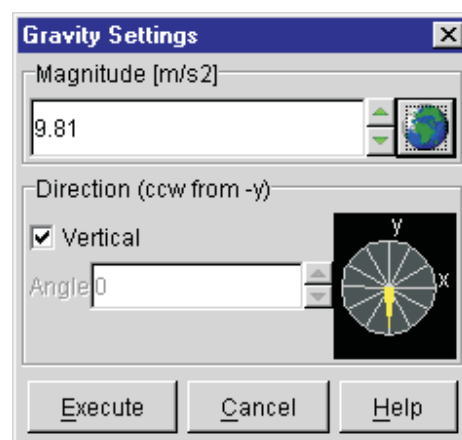 Gravity Settings
Magnitude [m/s2]
9.81
Direction (ccw from -y)
Vertical
y
Angle 0
x
Execute Cancel Help